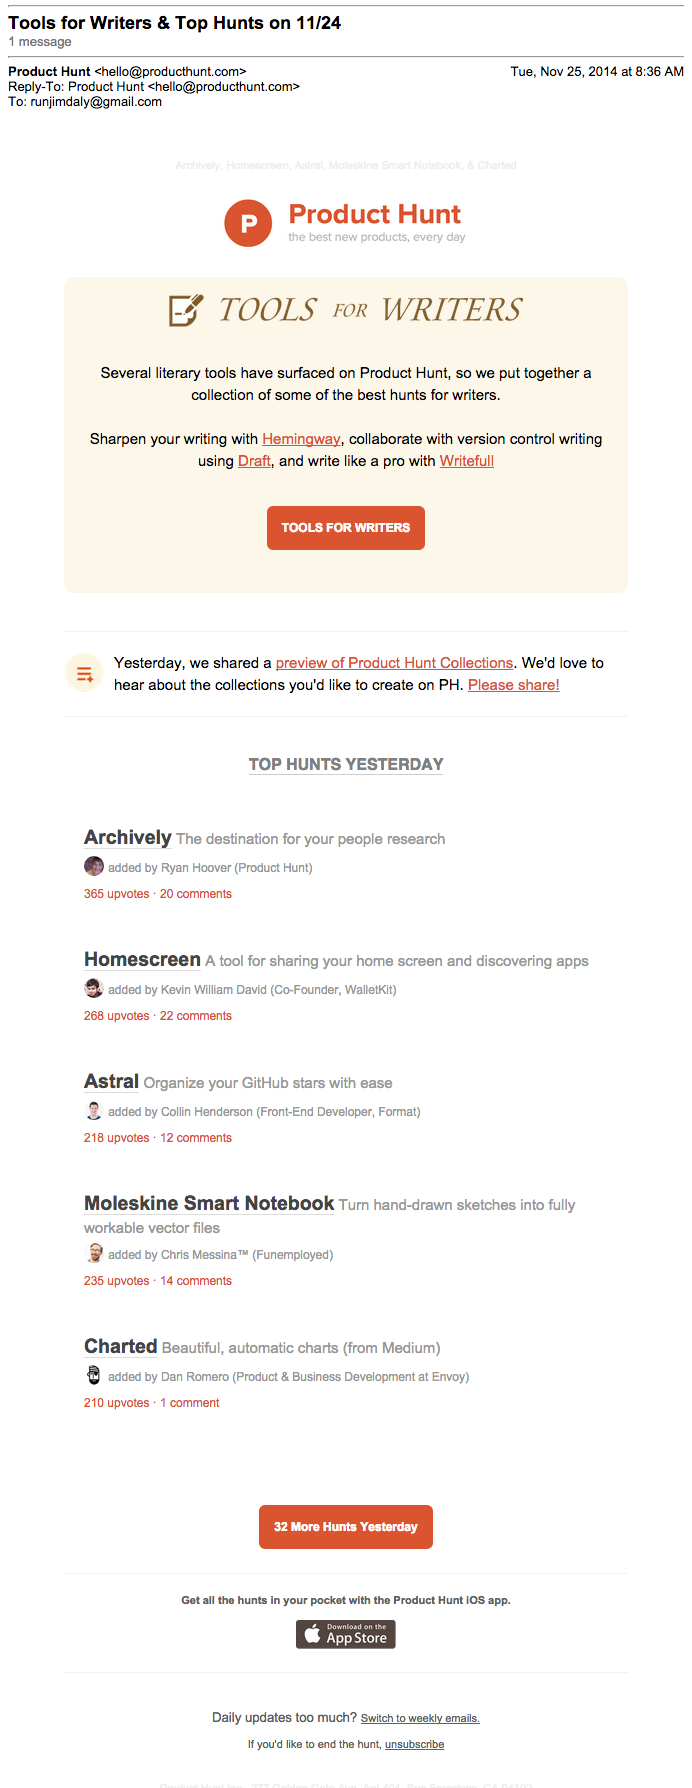 Tools for Writers & Top Hunts on 11/24
1 message
Product Hunt <hello@producthunt.com> Tue, Nov 25, 2014 at 8:36 AM
Reply-To: Product Hunt <hello@producthunt.com>
To: runjimdaly@gmail.com
Archively, Homescreen, Astral, Moleskine Smart Notebook, & Charted
P
Product Hunt
the best new products, every day
TOOLS FOR WRITERS
Several literary tools have surfaced on Product Hunt, so we put together a
collection of some of the best hunts for writers.
Sharpen your writing with Hemingway, collaborate with version control writing
using Draft, and write like a pro with Writefull
TOOLS FOR WRITERS
Yesterday, we shared a preview of Product Hunt Collections. We'd love to
hear about the collections you'd like to create on PH. Please share!
TOP HUNTS YESTERDAY
Archively The destination for your people research
added by Ryan Hoover (Product Hunt)
365 upvotes · 20 comments
Homescreen A tool for sharing your home screen and discovering apps
added by Kevin William David (Co-Founder, WalletKit)
268 upvotes · 22 comments
Astral Organize your GitHub stars with ease
added by Collin Henderson (Front-End Developer, Format)
218 upvotes · 12 comments
Moleskine Smart Notebook Turn hand-drawn sketches into fully
workable vector files
added by Chris Messina™ (Funemployed)
235 upvotes · 14 comments
Charted Beautiful, automatic charts (from Medium)
added by Dan Romero (Product & Business Development at Envoy)
210 upvotes · 1 comment
32 More Hunts Yesterday
Get all the hunts in your pocket with the Product Hunt iOS app.
Download on the
App Store
Daily updates too much? Switch to weekly emails.
If you'd like to end the hunt, unsubscribe